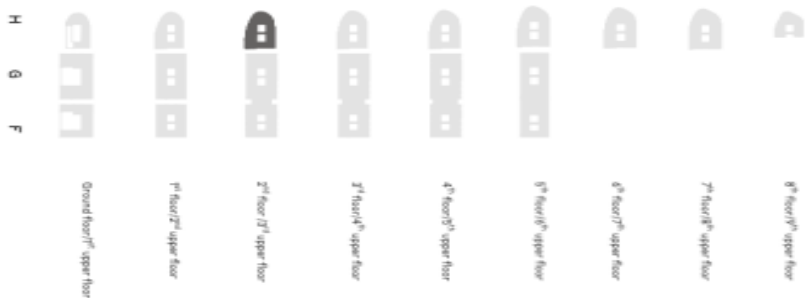 H
G
F
Ground floor/1st upper floor
1st floor/2nd upper floor
2nd floor /3rd upper floor
3rd floor/4th upper floor
4th floor/5th upper floor
5th floor/6th upper floor
6th floor/7th upper floor
7th floor/8th upper floor
8th floor/9th upper floor